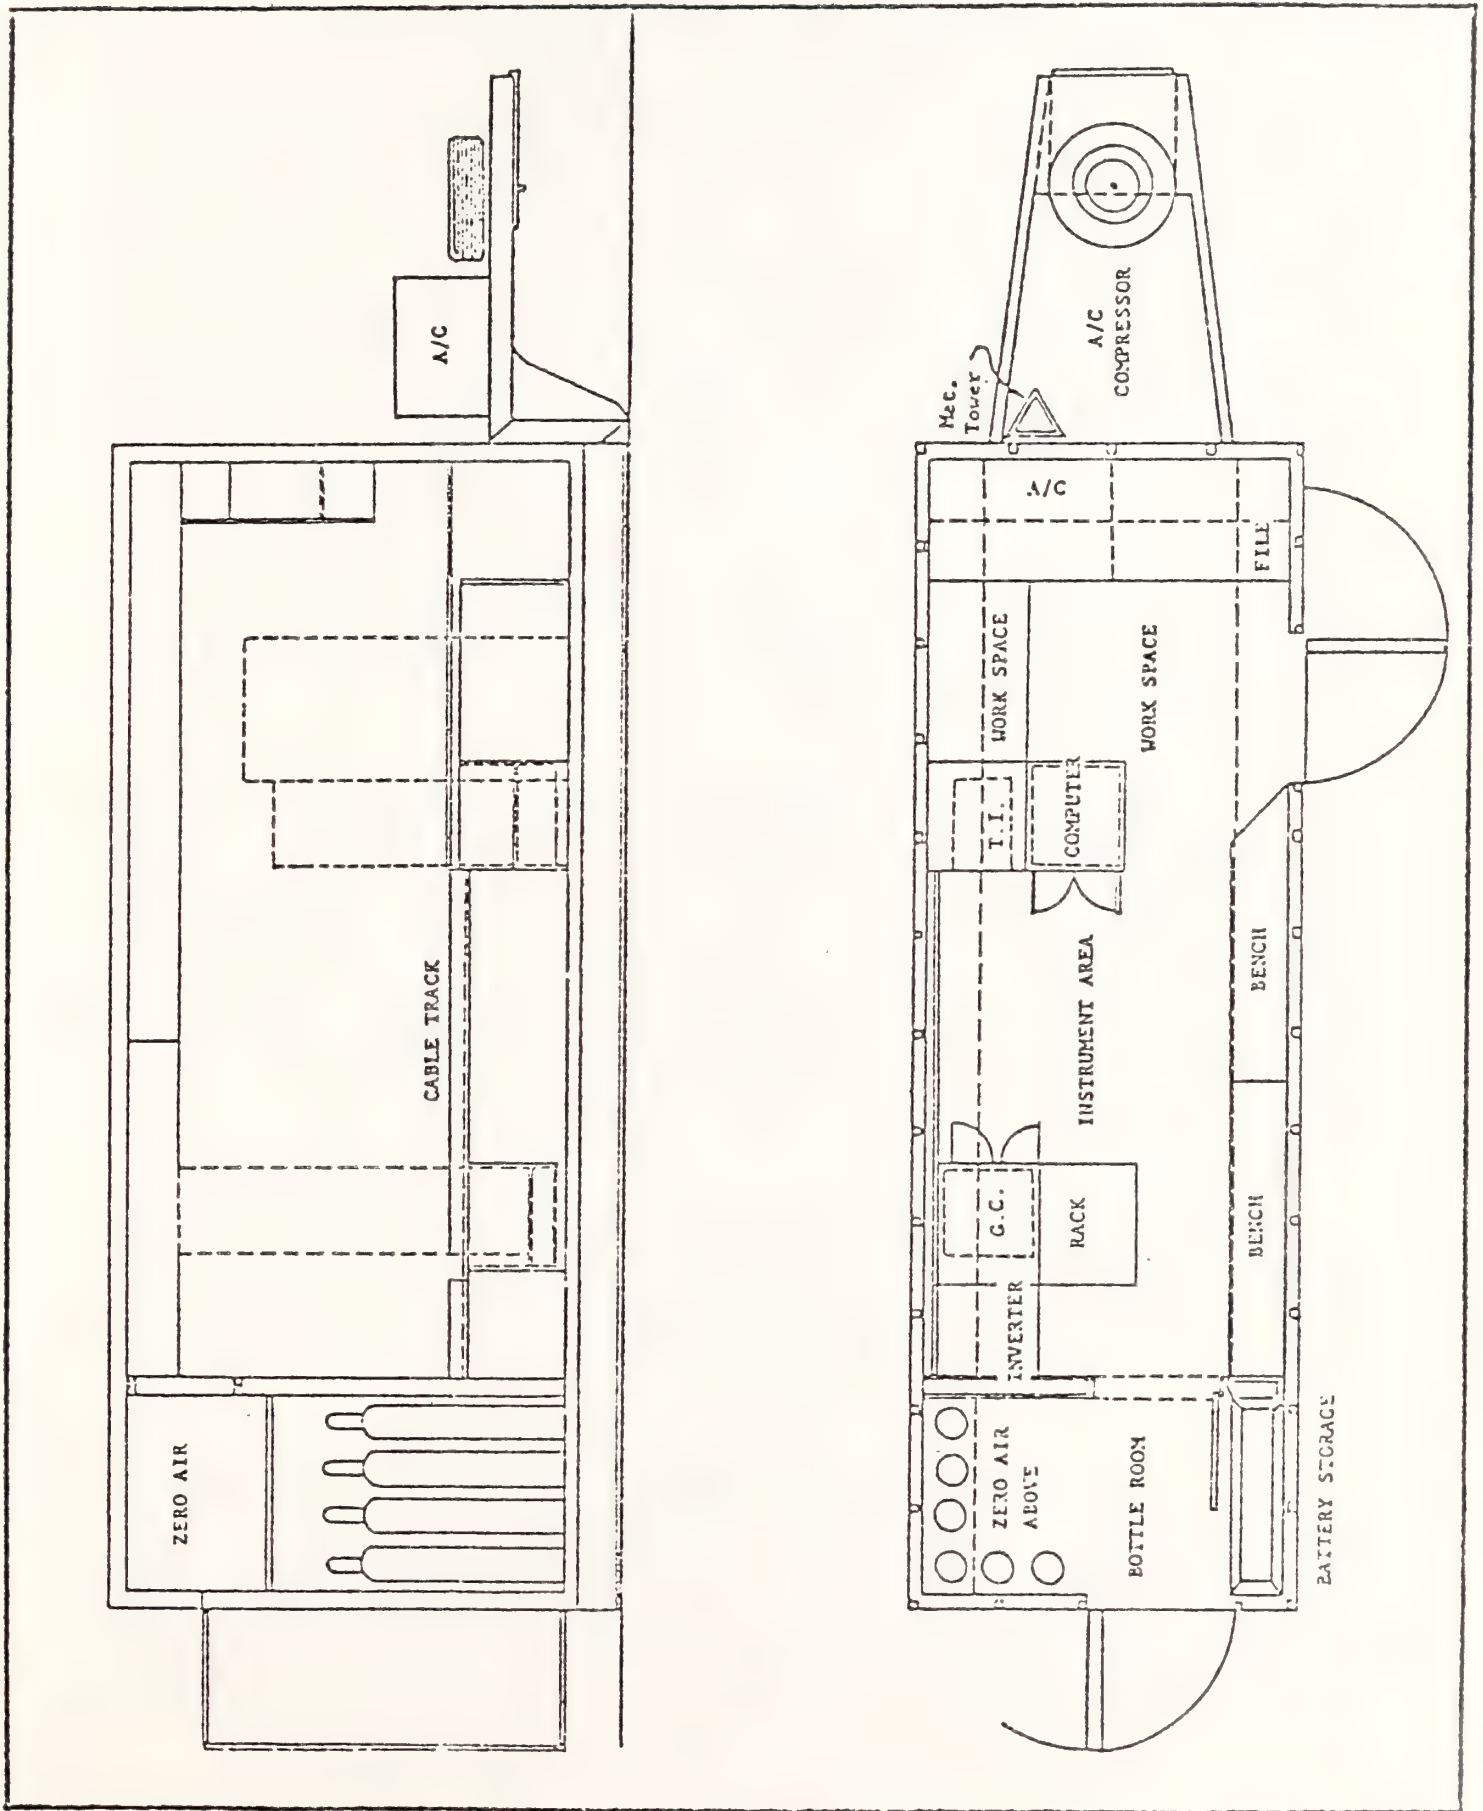 A/C
CABLE TRACK
ZERO AIR
Met.
Tower
A/C
COMPRESSOR
A/C
FILE
WORK SPACE
WORK SPACE
T.I.
COMPUTER
INSTRUMENT AREA
BENCH
G.C.
RACK
BENCH
INVERTER
ZERO AIR
ABOVE
BOTTLE ROOM
BATTERY STORAGE